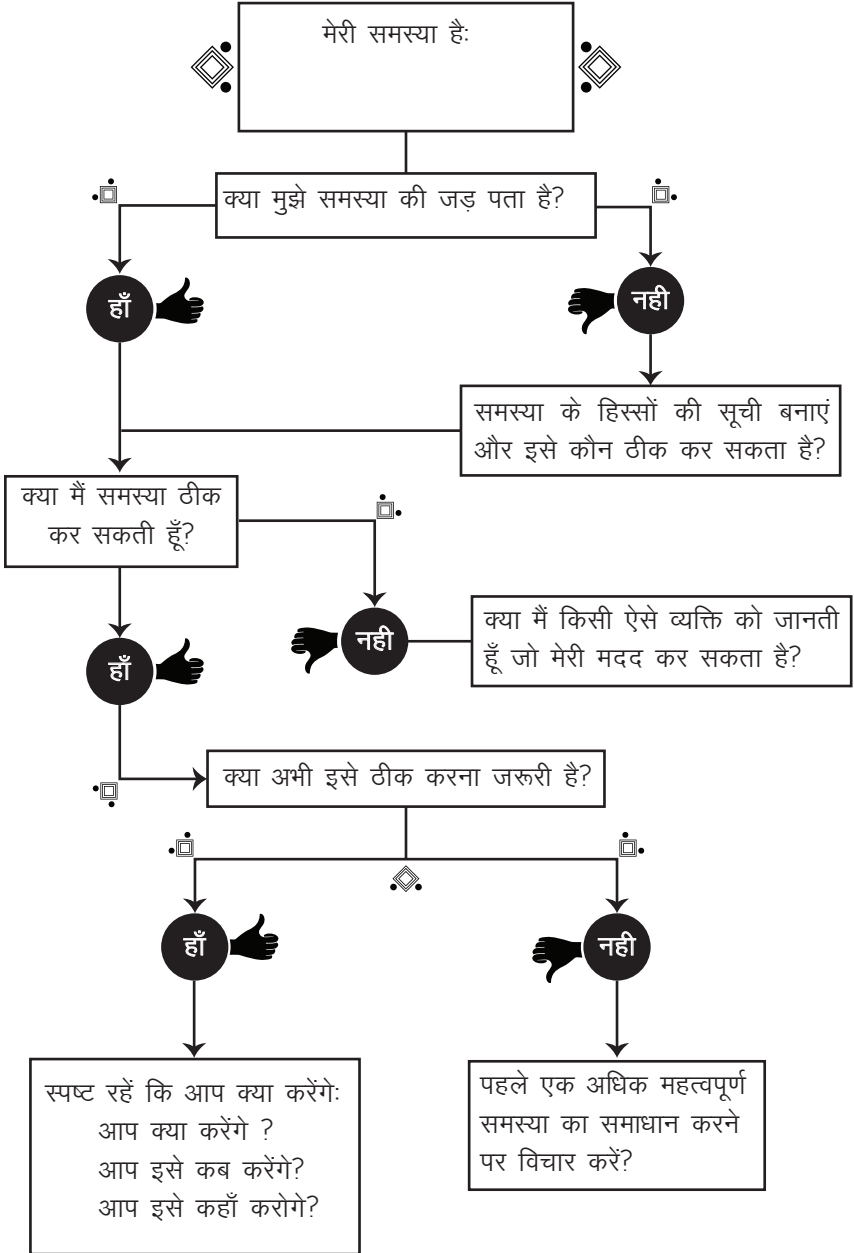 मेरी समस्या है:
क्या मुझे समस्या की जड़ पता है?
हाँ
नही
समस्या के हिस्सों की सूची बनाएं
और इसे कौन ठीक कर सकता है?
क्या मैं समस्या ठीक
कर सकती हूँ?
नही
क्या मैं किसी ऐसे व्यक्ति को जानती
हूँ जो मेरी मदद कर सकता है?
हाँ
क्या अभी इसे ठीक करना जरूरी है?
हाँ
नही
स्पष्ट रहें कि आप क्या करेंगे:
आप क्या करेंगे ?
आप इसे कब करेंगे?
आप इसे कहाँ करोगे?
पहले एक अधिक महत्वपूर्ण
समस्या का समाधान करने
पर विचार करें?